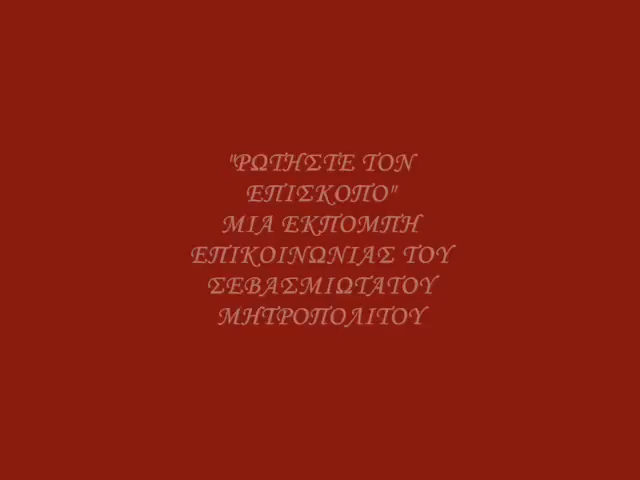 "ΡΩΤΗΣΤΕ ΤΟΝ
ΕΠΙΣΚΟΠΟ"
ΜΙΑ ΕΚΠΟΜΠΗ
ΕΠΙΚΟΙΝΩΝΙΑΣ ΤΟΥ
ΣΕΒΑΣΜΙΩΤΑΤΟΥ
ΜΗΤΡΟΠΟΛΙΤΟΥ